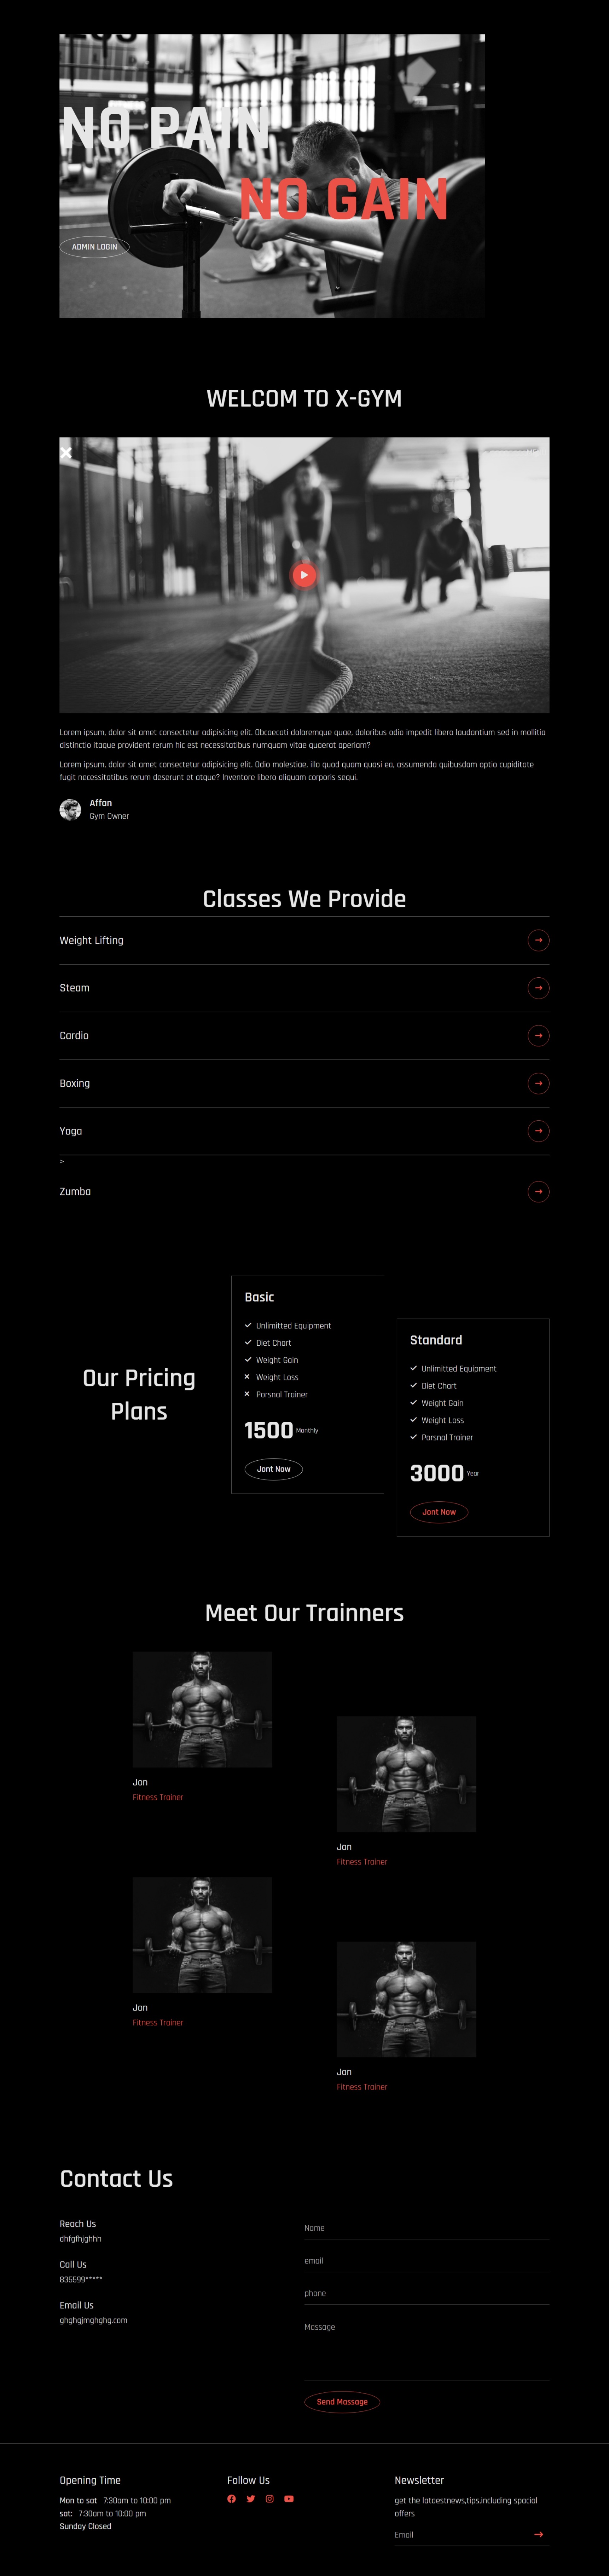 NO PAIN
NO GAIN
ADMIN LOGIN
WELCOM TO X-GYM
Lorem ipsum, dolor sit amet consectetur adipisicing elit. Obcaecati doloremque quae, doloribus odio impedit libero laudantium sed in mollitia
distinctio itaque provident rerum hic est necessitatibus numquam vitae quaerat aperiam?
Lorem ipsum, dolor sit amet consectetur adipisicing elit. Odio molestiae, illo quod quam quasi ea, assumenda quibusdam optio cupiditate
fugit necessitatibus rerum deserunt et atque? Inventore libero aliquam corporis sequi.
Affan
Gym Owner
Classes We Provide
Weight Lifting
Steam
Cardio
Boxing
Yoga
>
Zumba
Our Pricing
Plans
Basic
Unlimitted Equipment
Diet Chart
Weight Gain
Weight Loss
Porsnal Trainer
1500 Monthly
Jont Now
Standard
Unlimitted Equipment
Diet Chart
Weight Gain
Weight Loss
Porsnal Trainer
3000 Year
Jont Now
Meet Our Trainners
Jon
Fitness Trainer
Jon
Fitness Trainer
Jon
Fitness Trainer
Jon
Fitness Trainer
Contact Us
Reach Us
dhfgfhjghhh
Call Us
835599*****
Email Us
ghghgjmghghg.com
Name
email
phone
Massage
Send Massage
Opening Time
Mon to sat 7:30am to 10:00 pm
sat: 7:30am to 10:00 pm
Sunday Closed
Follow Us
Newsletter
get the lataestnews,tips,including spacial
offers
Email